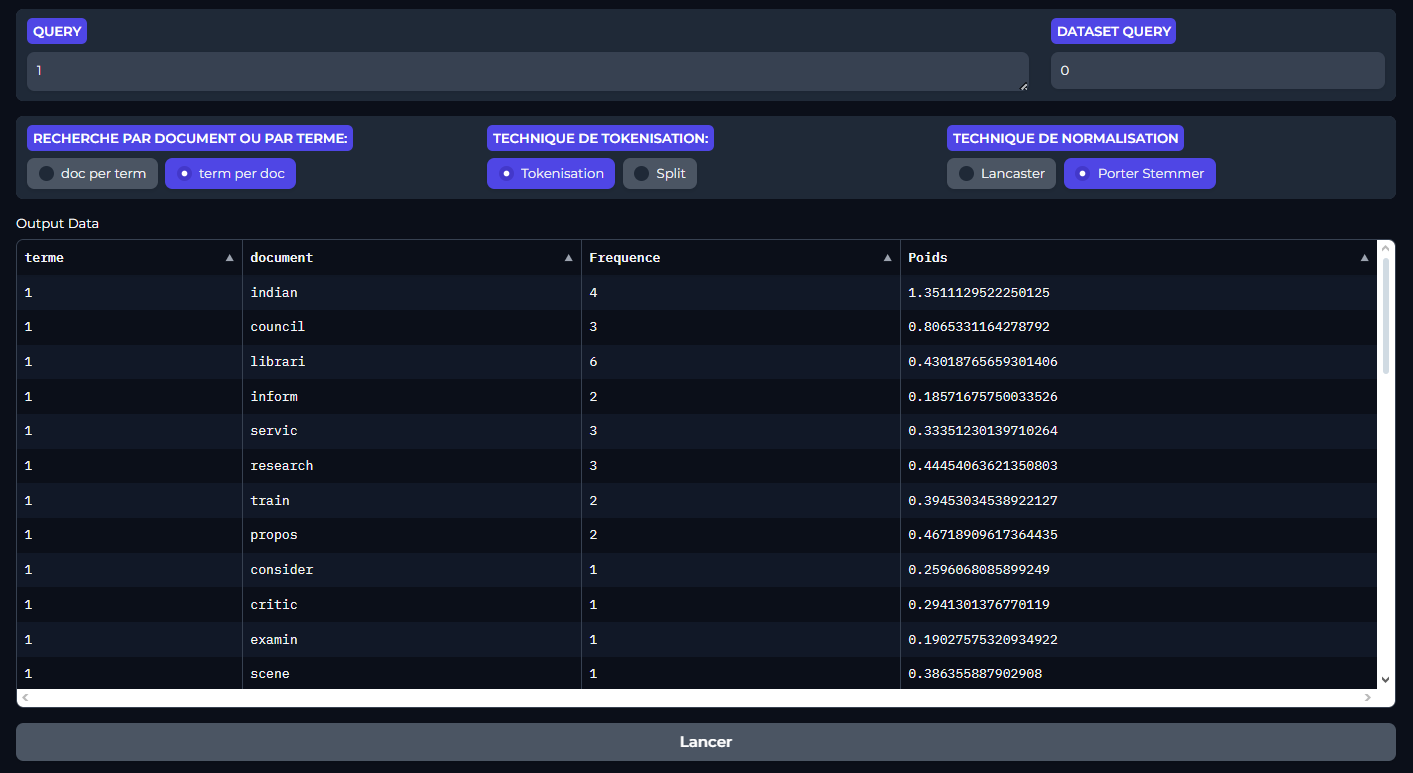 QUERY DATASET QUERY
1 0
RECHERCHE PAR DOCUMENT OU PAR TERME: TECHNIQUE DE TOKENISATION: TECHNIQUE DE NORMALISATION
doc per term term per doc Tokenisation Split Lancaster Porter Stemmer
Output Data
terme document Frequence Poids
1 indian 4 1.3511129522250125
1 council 3 0.8065331164278792
1 librari 6 0.43018765659301406
1 inform 2 0.18571675750033526
1 servic 3 0.33351230139710264
1 research 3 0.44454063621350803
1 train 2 0.39453034538922127
1 propos 2 0.46718909617364435
1 consider 1 0.2596068085899249
1 critic 1 0.2941301376770119
1 examin 1 0.19027575320934922
1 scene 1 0.386355887902908
Lancer